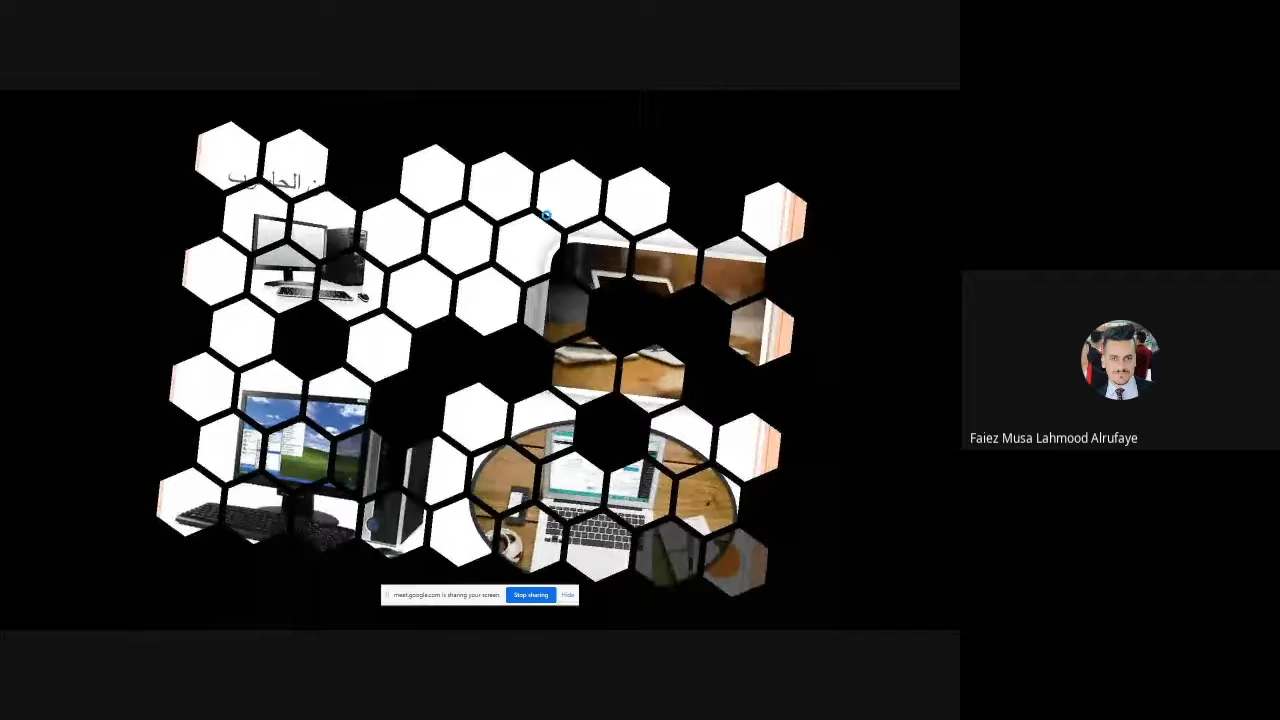 meet.google.com is sharing your screen.
Stop sharing
Hide
Faiez Musa Lahmood Alrufaye